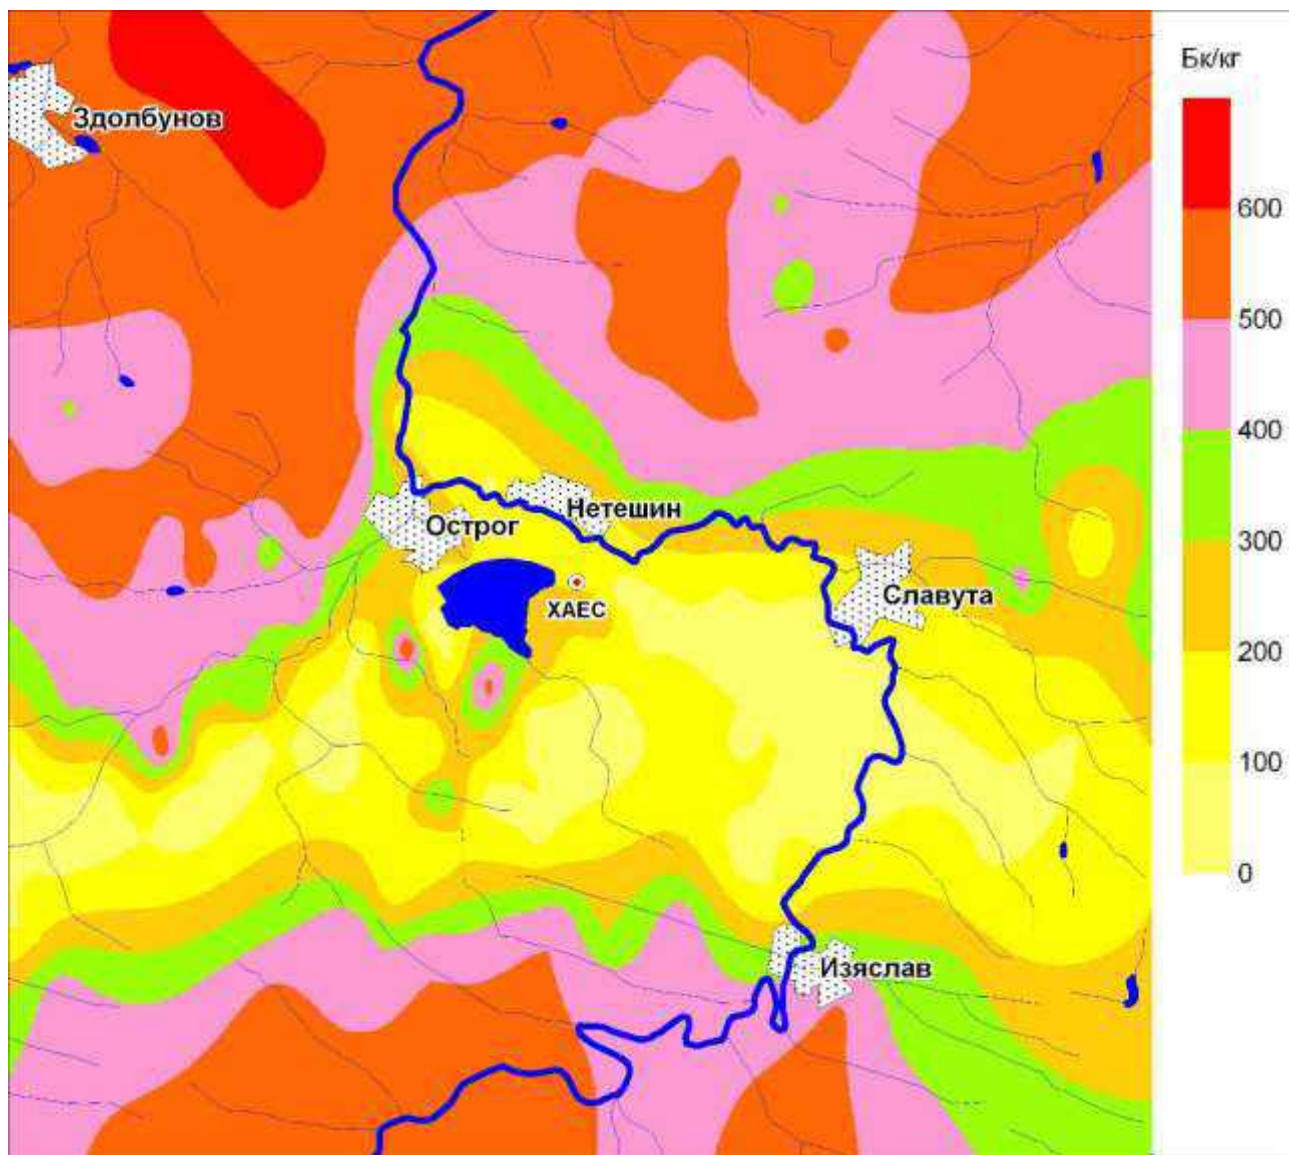 Бк/кг
Здолбунов
600
500
400
Нетешин
Острог
300
ХАЕС
Славута
200
100
0
Изяслав